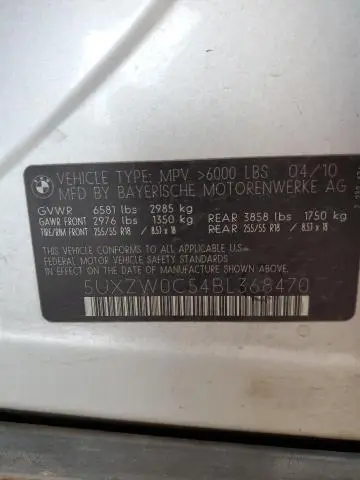 VEHICLE TYPE: MPV >6000 LBS 04/10
MFD BY BAYERISCHE MOTORENWERKE AG
GVWR 6581 lbs 2985 kg
GAWR FRONT 2976 lbs 1350 kg REAR 3858 lbs 1750 kg
TIRE/RIM FRONT 255/55 R18 / 8.5J x 18 REAR 255/55 R18 / 8.5J x 18
THIS VEHICLE CONFORMS TO ALL APPLICABLE U.S.
FEDERAL MOTOR VEHICLE SAFETY STANDARDS IN EFFECT
ON THE DATE OF MANUFACTURE SHOWN ABOVE.
5UXZW0C54BL368470